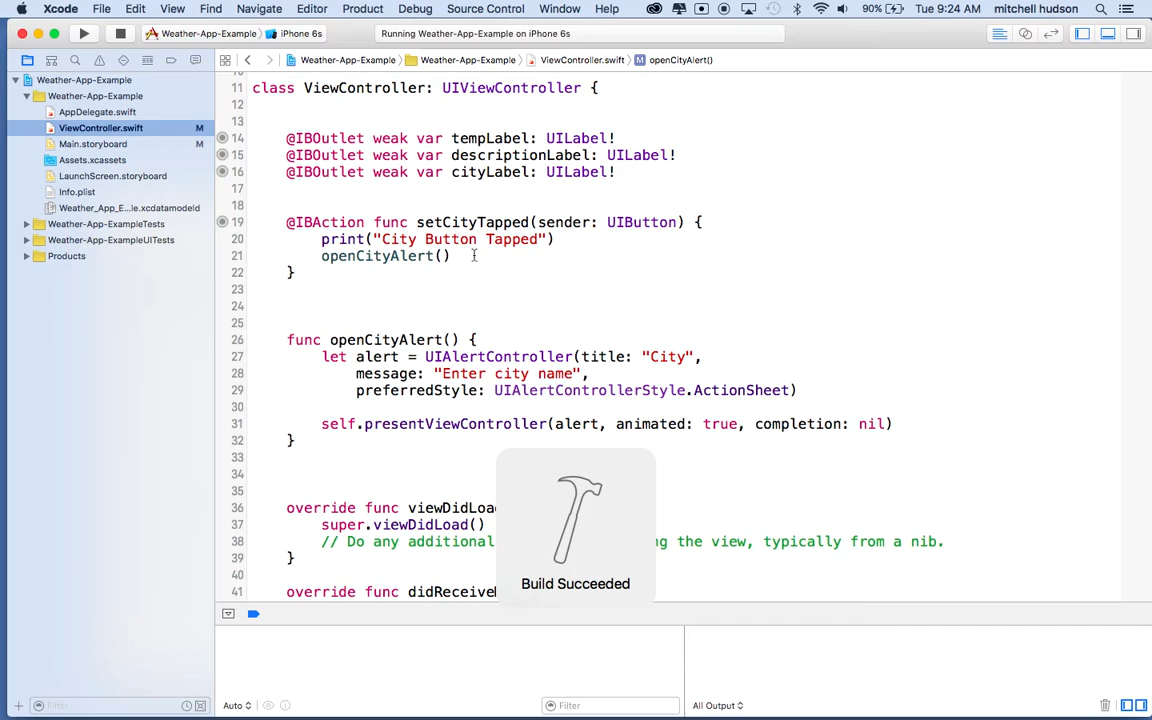 Xcode File Edit View Find Navigate Editor Product Debug Source Control Window Help 90% Tue 9:24 AM mitchell hudson
Weather-App-Example iPhone 6s Running Weather-App-Example on iPhone 6s
Weather-App-Example Weather-App-Example ViewController.swift M openCityAlert()
Weather-App-Example
Weather-App-Example
AppDelegate.swift
ViewController.swift M
Main.storyboard M
Assets.xcassets
LaunchScreen.storyboard
Info.plist
Weather_App_E...le.xcdatamodeld
Weather-App-ExampleTests
Weather-App-ExampleUITests
Products
Filter
11 class ViewController: UIViewController {
12
13
14 @IBOutlet weak var tempLabel: UILabel!
15 @IBOutlet weak var descriptionLabel: UILabel!
16 @IBOutlet weak var cityLabel: UILabel!
17
18
19 @IBAction func setCityTapped(sender: UIButton) {
20 print("City Button Tapped")
21 openCityAlert()
22 }
23
24
25
26 func openCityAlert() {
27 let alert = UIAlertController(title: "City",
28 message: "Enter city name",
29 preferredStyle: UIAlertControllerStyle.ActionSheet)
30
31 self.presentViewController(alert, animated: true, completion: nil)
32 }
33
34
35
36 override func viewDidLoa
37 super.viewDidLoad()
38 // Do any additional ng the view, typically from a nib.
39 }
40
41 override func didReceive
Build Succeeded
Auto Filter All Output